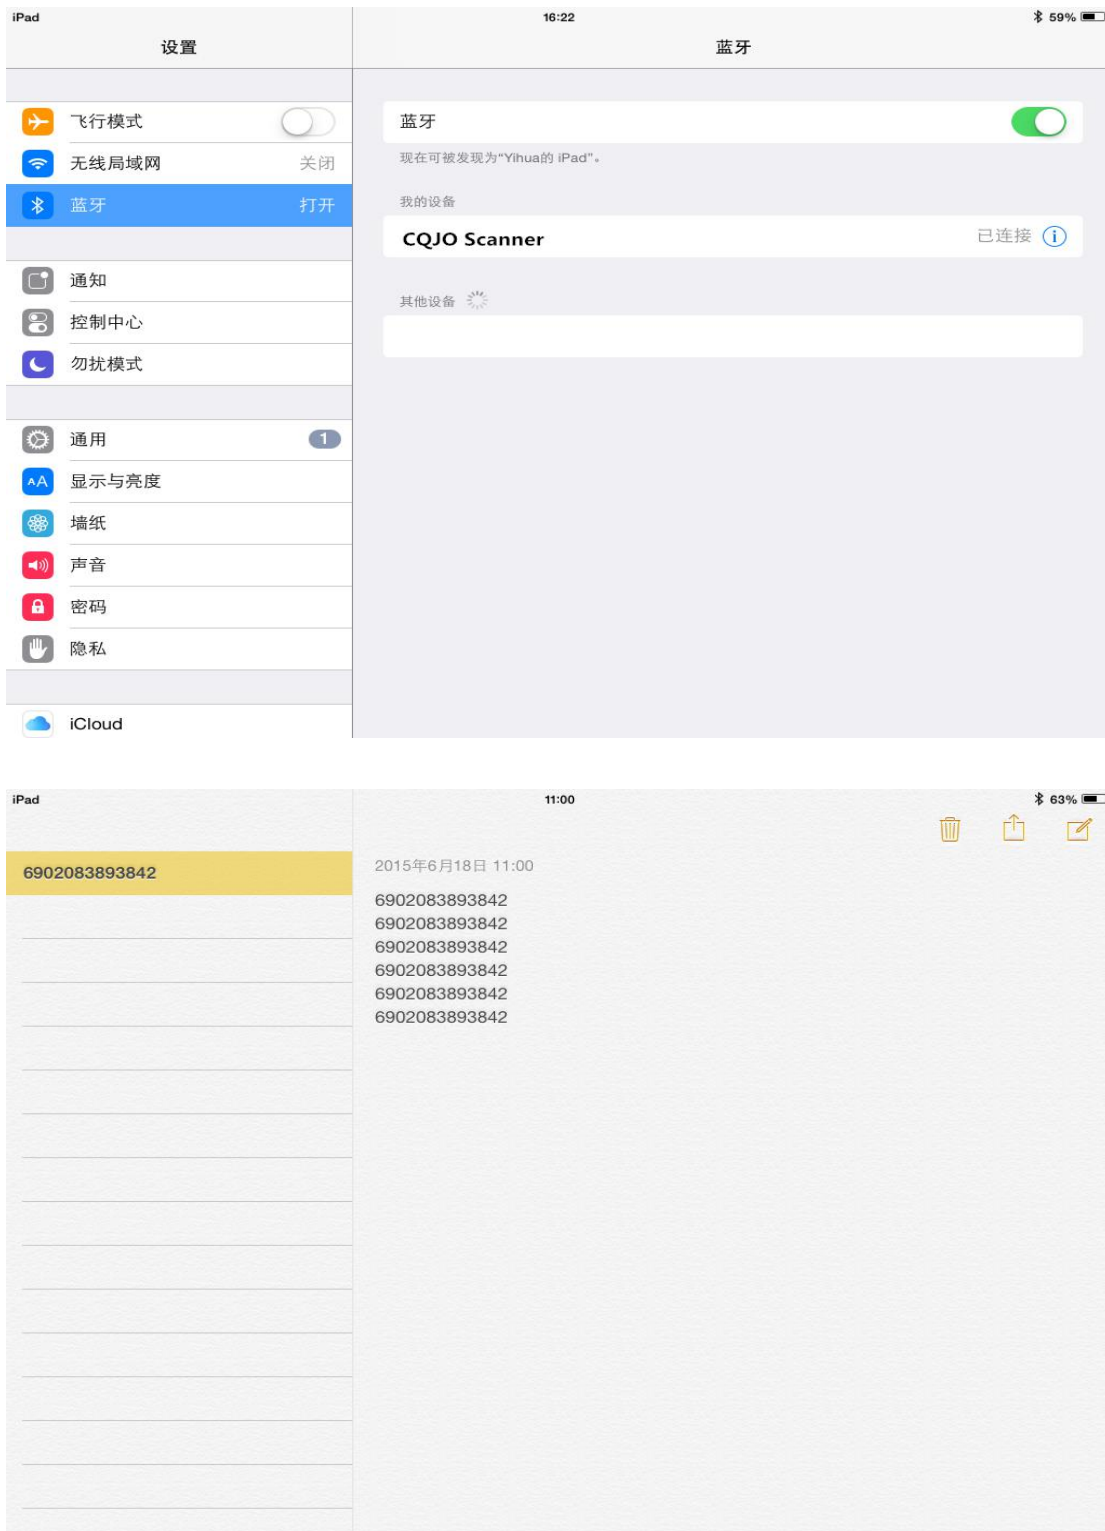 iPad 16:22 59%
设置 蓝牙
飞行模式
无线局域网 关闭
蓝牙 打开
通知
控制中心
勿扰模式
通用 1
AA 显示与亮度
墙纸
声音
密码
隐私
iCloud
蓝牙
现在可被发现为“Yihua的 iPad”。
我的设备
CQJO Scanner 已连接 i
其他设备
iPad 11:00 63%
6902083893842
2015年6月18日 11:00
6902083893842
6902083893842
6902083893842
6902083893842
6902083893842
6902083893842